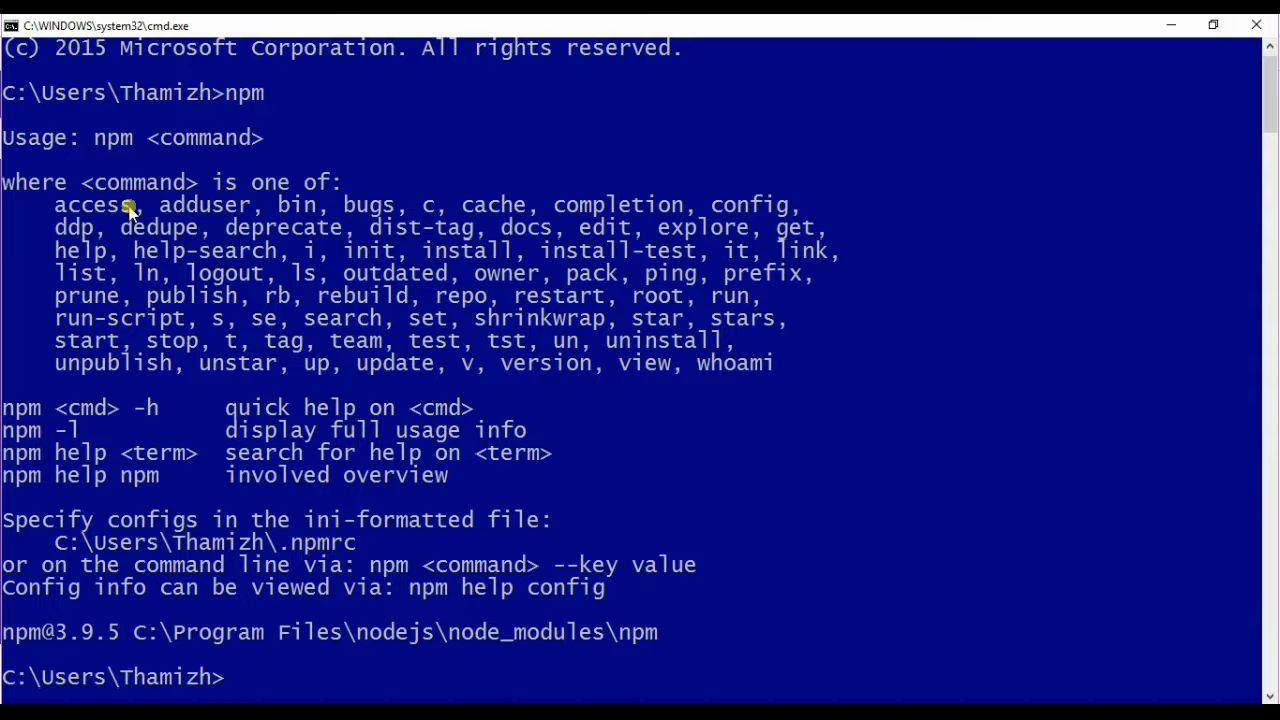 C:\WINDOWS\system32\cmd.exe
(c) 2015 Microsoft Corporation. All rights reserved.
C:\Users\Thamizh>npm
Usage: npm <command>
where <command> is one of:
access, adduser, bin, bugs, c, cache, completion, config,
ddp, dedupe, deprecate, dist-tag, docs, edit, explore, get,
help, help-search, i, init, install, install-test, it, link,
list, ln, logout, ls, outdated, owner, pack, ping, prefix,
prune, publish, rb, rebuild, repo, restart, root, run,
run-script, s, se, search, set, shrinkwrap, star, stars,
start, stop, t, tag, team, test, tst, un, uninstall,
unpublish, unstar, up, update, v, version, view, whoami
npm <cmd> -h     quick help on <cmd>
npm -l           display full usage info
npm help <term>  search for help on <term>
npm help npm     involved overview
Specify configs in the ini-formatted file:
C:\Users\Thamizh\.npmrc
or on the command line via: npm <command> --key value
Config info can be viewed via: npm help config
npm@3.9.5 C:\Program Files\nodejs\node_modules\npm
C:\Users\Thamizh>